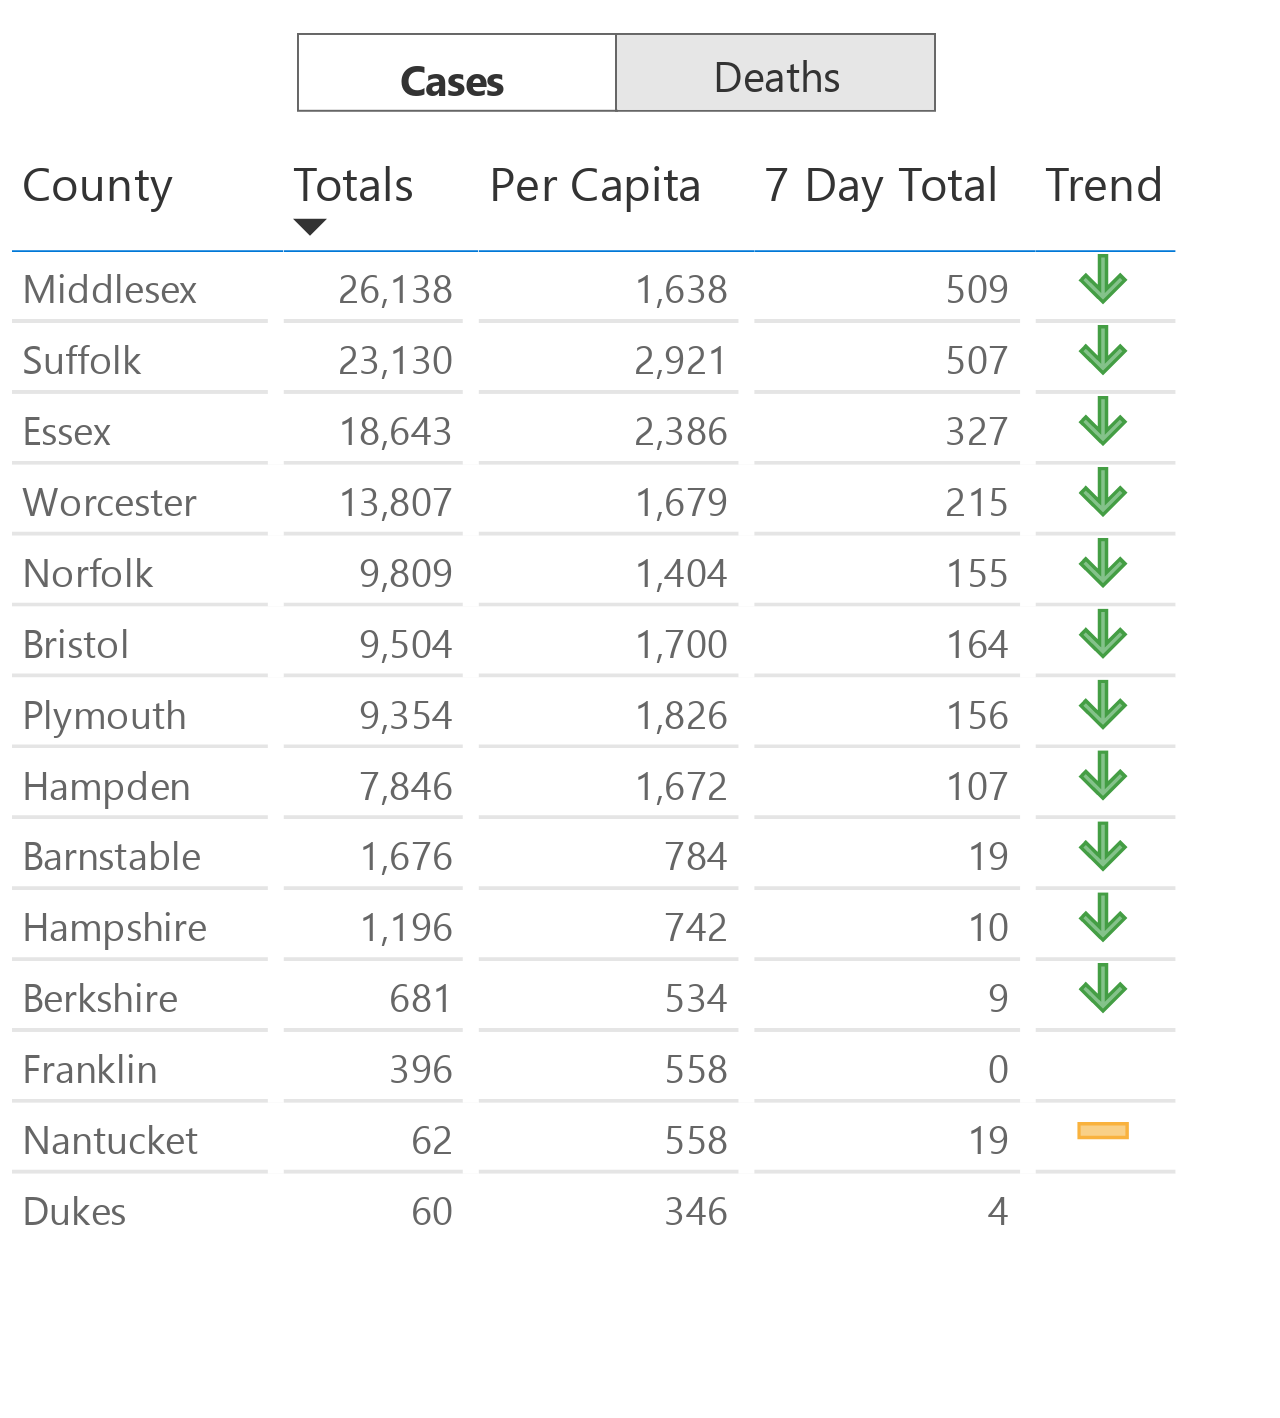 Cases Deaths
County Totals Per Capita 7 Day Total Trend
Middlesex 26,138 1,638 509
Suffolk 23,130 2,921 507
Essex 18,643 2,386 327
Worcester 13,807 1,679 215
Norfolk 9,809 1,404 155
Bristol 9,504 1,700 164
Plymouth 9,354 1,826 156
Hampden 7,846 1,672 107
Barnstable 1,676 784 19
Hampshire 1,196 742 10
Berkshire 681 534 9
Franklin 396 558 0
Nantucket 62 558 19
Dukes 60 346 4